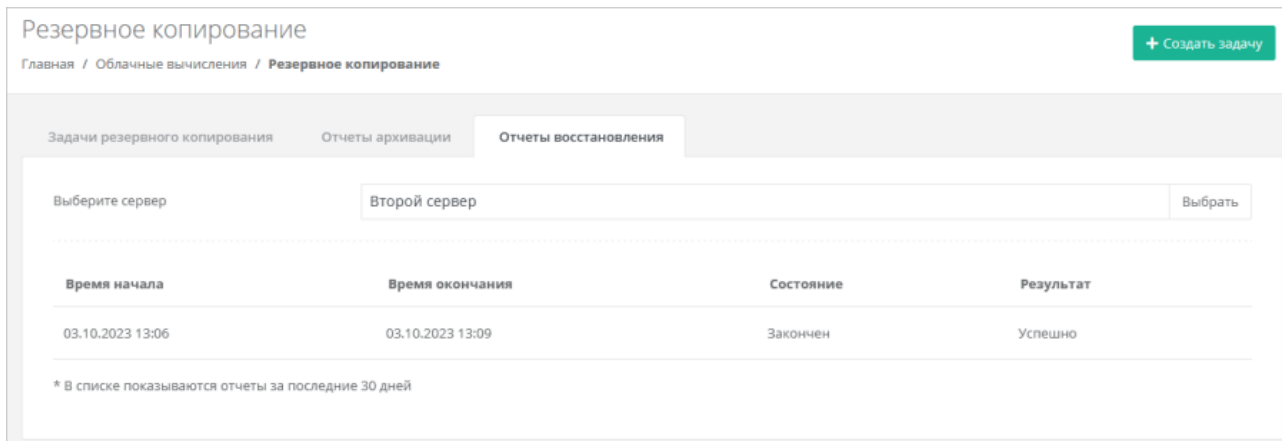 Резервное копирование
+ Создать задачу
Главная / Облачные вычисления / Резервное копирование
Задачи резервного копирования Отчеты архивации Отчеты восстановления
Выберите сервер Второй сервер Выбрать
Время начала Время окончания Состояние Результат
03.10.2023 13:06 03.10.2023 13:09 Закончен Успешно
* В списке показываются отчеты за последние 30 дней